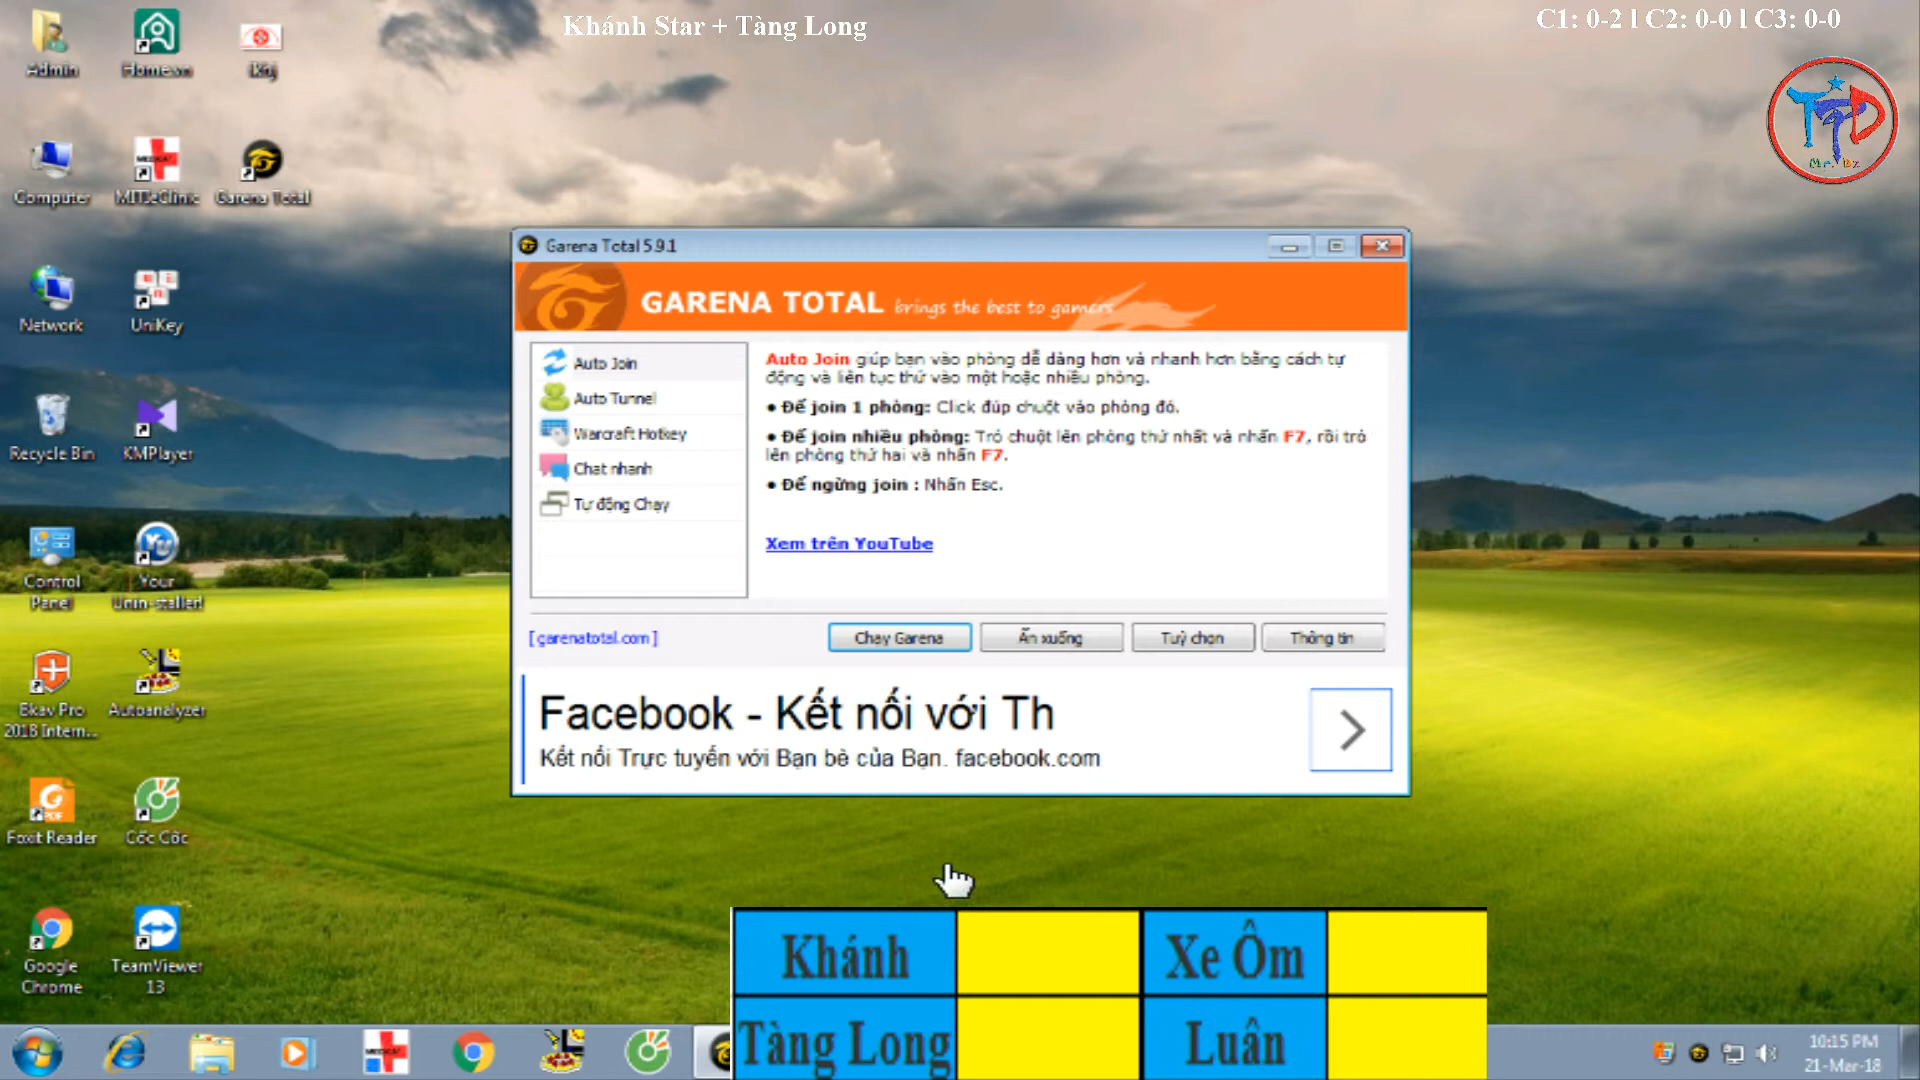 Khánh Star + Tàng Long
C1: 0-2 l C2: 0-0 l C3: 0-0
TTD
Mr. Bz
Admin
Home.vn
Computer
Garena Total
Network
UniKey
Recycle Bin
KMPlayer
Control Panel
Your Unin-staller!
Bkav Pro
2018 Intern...
Autoanalyzer
Foxit Reader
Cốc Cốc
Google Chrome
TeamViewer 13
Garena Total 5.9.1
GARENA TOTAL brings the best to gamers
Auto Join
Auto Tunnel
Warcraft Hotkey
Chat nhanh
Tự động Chạy
Auto Join giúp bạn vào phòng dễ dàng hơn và nhanh hơn bằng cách tự
động và liên tục thử vào một hoặc nhiều phòng.
• Để join 1 phòng: Click đúp chuột vào phòng đó.
• Để join nhiều phòng: Trỏ chuột lên phòng thứ nhất và nhấn F7, rồi trỏ
lên phòng thứ hai và nhấn F7.
• Để ngừng join : Nhấn Esc.
Xem trên YouTube
[ garenatotal.com ]
Chạy Garena
Ẩn xuống
Tuỳ chọn
Thông tin
Facebook - Kết nối với Th
Kết nối Trực tuyến với Bạn bè của Bạn. facebook.com
Khánh
Xe Ôm
Tàng Long
Luân
10:15 PM
21-Mar-18